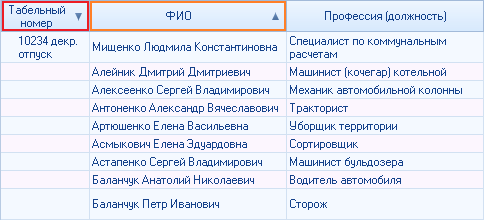 Табельный номер ФИО Профессия (должность)
10234 декр. отпуск Мищенко Людмила Константиновна Специалист по коммунальным расчетам
Алейник Дмитрий Дмитриевич Машинист (кочегар) котельной
Алексеенко Сергей Владимирович Механик автомобильной колонны
Антоненко Александр Вячеславович Тракторист
Артюшенко Елена Васильевна Уборщик территории
Асмыкович Елена Эдуардовна Сортировщик
Астапенко Сергей Владимирович Машинист бульдозера
Баланчук Анатолий Николаевич Водитель автомобиля
Баланчук Петр Иванович Сторож